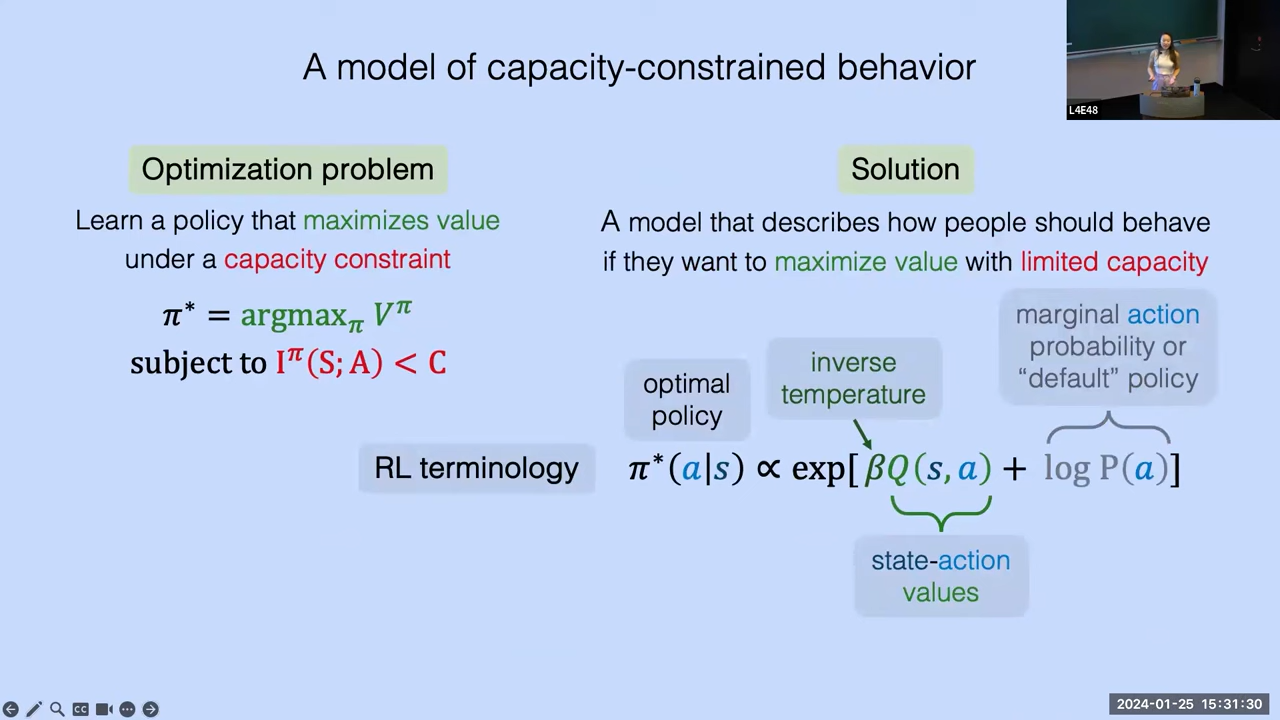 A model of capacity-constrained behavior
L4E48
Optimization problem
Learn a policy that maximizes value
under a capacity constraint
π* = argmax_π V^π
subject to I^π(S; A) < C
Solution
A model that describes how people should behave
if they want to maximize value with limited capacity
marginal action
probability or
“default” policy
inverse
temperature
optimal
policy
RL terminology
π*(a|s) ∝ exp[ βQ(s, a) + log P(a)]
state-action
values
CC
2024-01-25 15:31:30